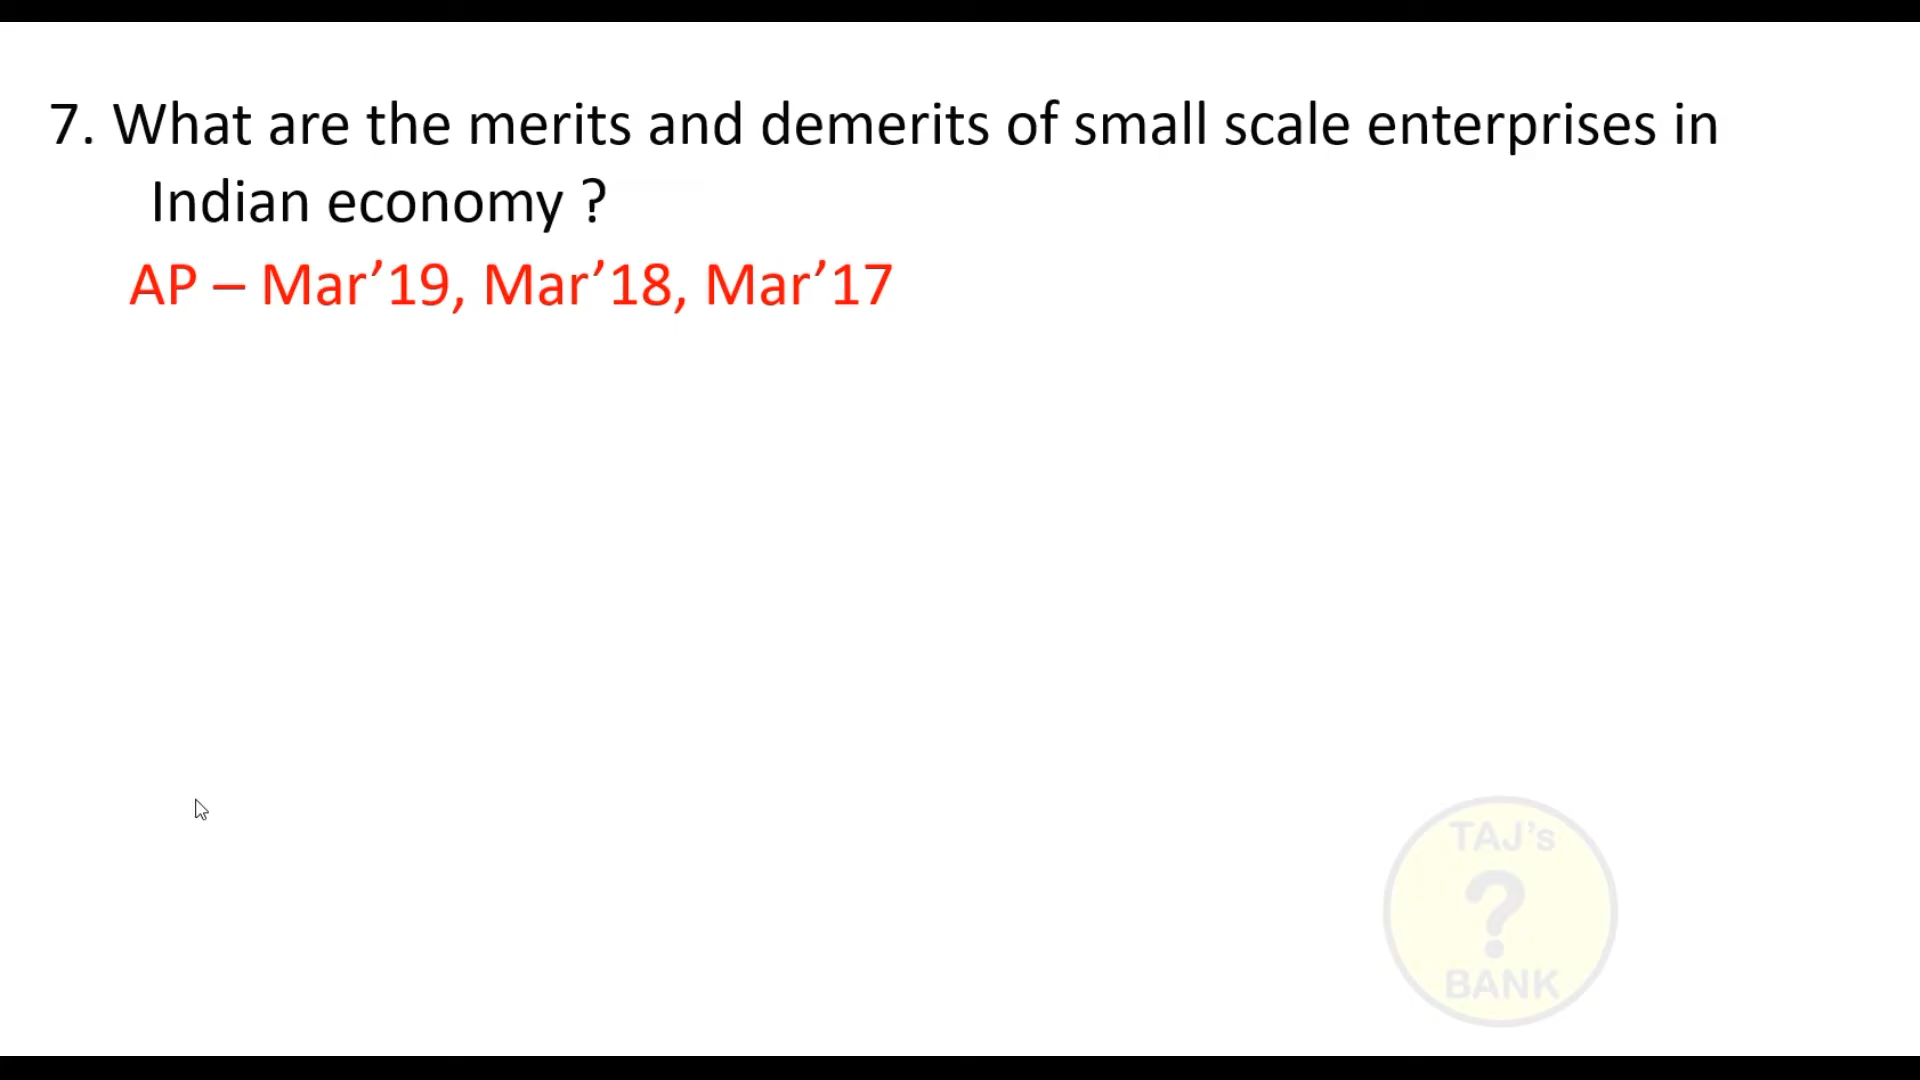 7. What are the merits and demerits of small scale enterprises in
Indian economy ?
AP – Mar’19, Mar’18, Mar’17
TAJ’s
?
BANK